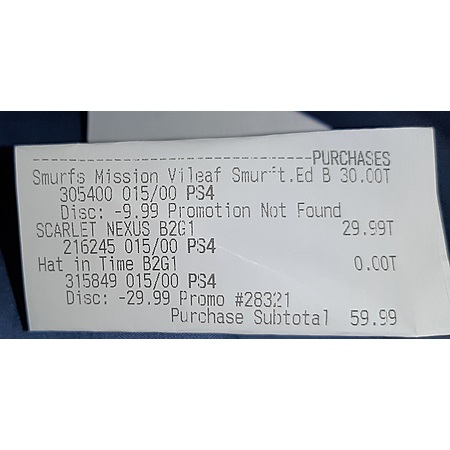 --------------------------------PURCHASES
Smurfs Mission Vileaf Smurft.Ed B 30.00T
305400 015/00 PS4
Disc: -9.99 Promotion Not Found
SCARLET NEXUS B2G1 29.99T
216245 015/00 PS4
Hat in Time B2G1 0.00T
315849 015/00 PS4
Disc: -29.99 Promo #28321
Purchase Subtotal 59.99